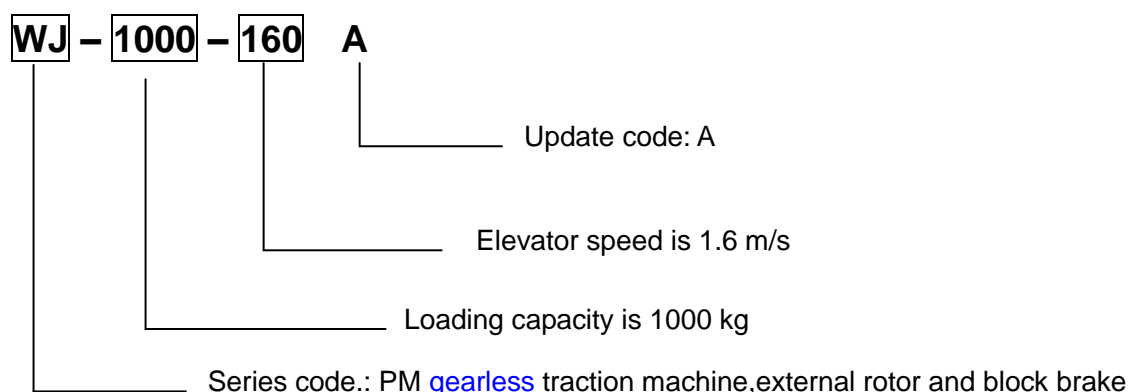 WJ – 1000 – 160 A
Update code: A
Elevator speed is 1.6 m/s
Loading capacity is 1000 kg
Series code.: PM gearless traction machine,external rotor and block brake